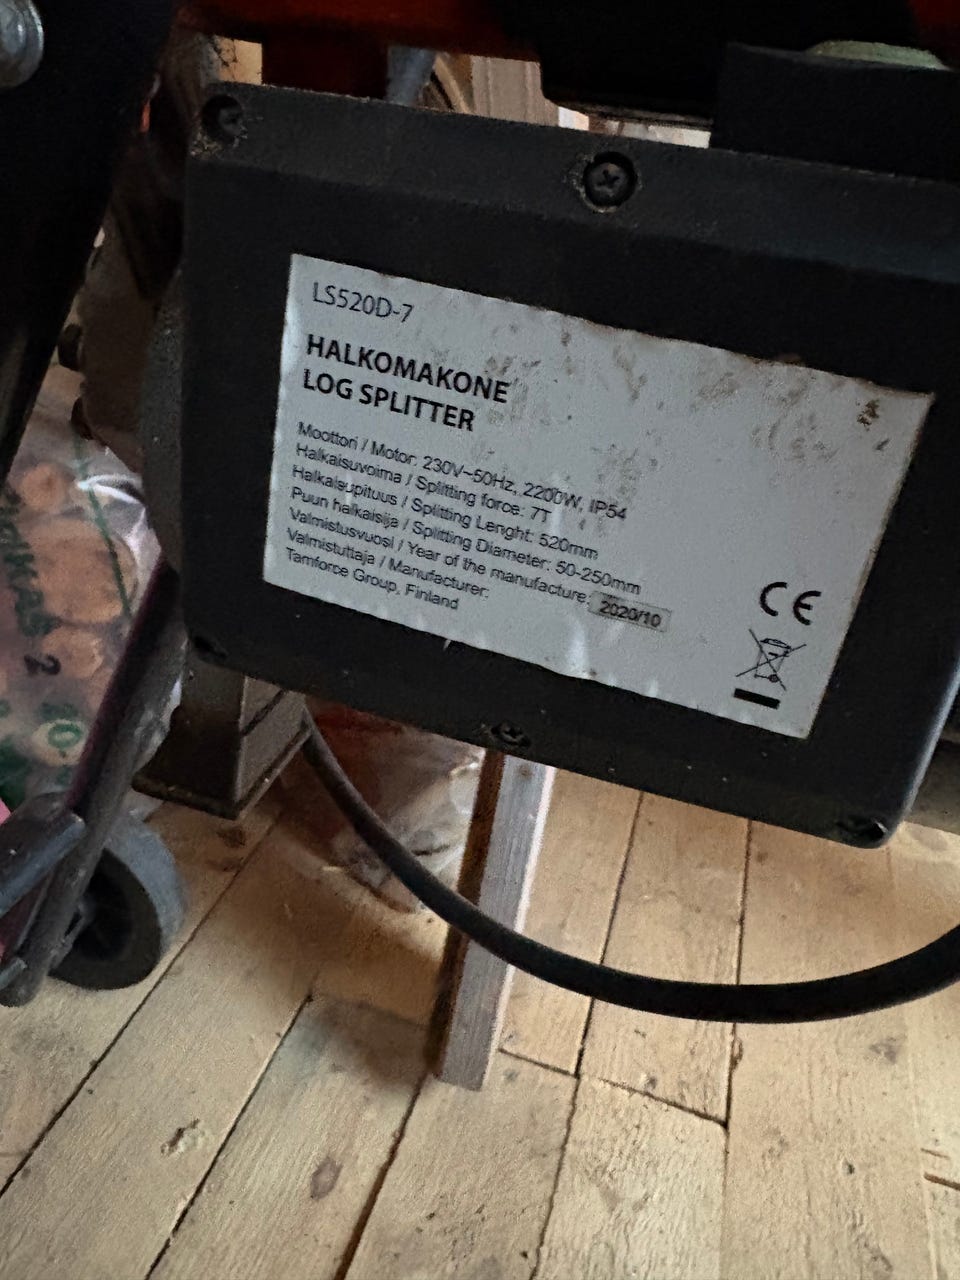 LS520D-7
HALKOMAKONE
LOG SPLITTER
Moottori / Motor: 230V~50Hz, 2200W, IP54
Halkaisuvoima / Splitting force: 7T
Halkaisupituus / Splitting Lenght: 520mm
Puun halkaisija / Splitting Diameter: 50-250mm
Valmistusvuosi / Year of the manufacture: 2020/10
Valmistuttaja / Manufacturer:
Tamforce Group, Finland
CE